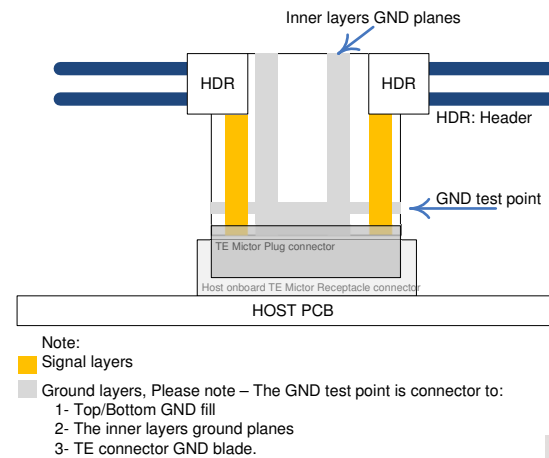 Inner layers GND planes
HDR
HDR
HDR: Header
GND test point
TE Mictor Plug connector
Host onboard TE Mictor Receptacle connector
HOST PCB
Note:
Signal layers
Ground layers, Please note – The GND test point is connector to:
1- Top/Bottom GND fill
2- The inner layers ground planes
3- TE connector GND blade.